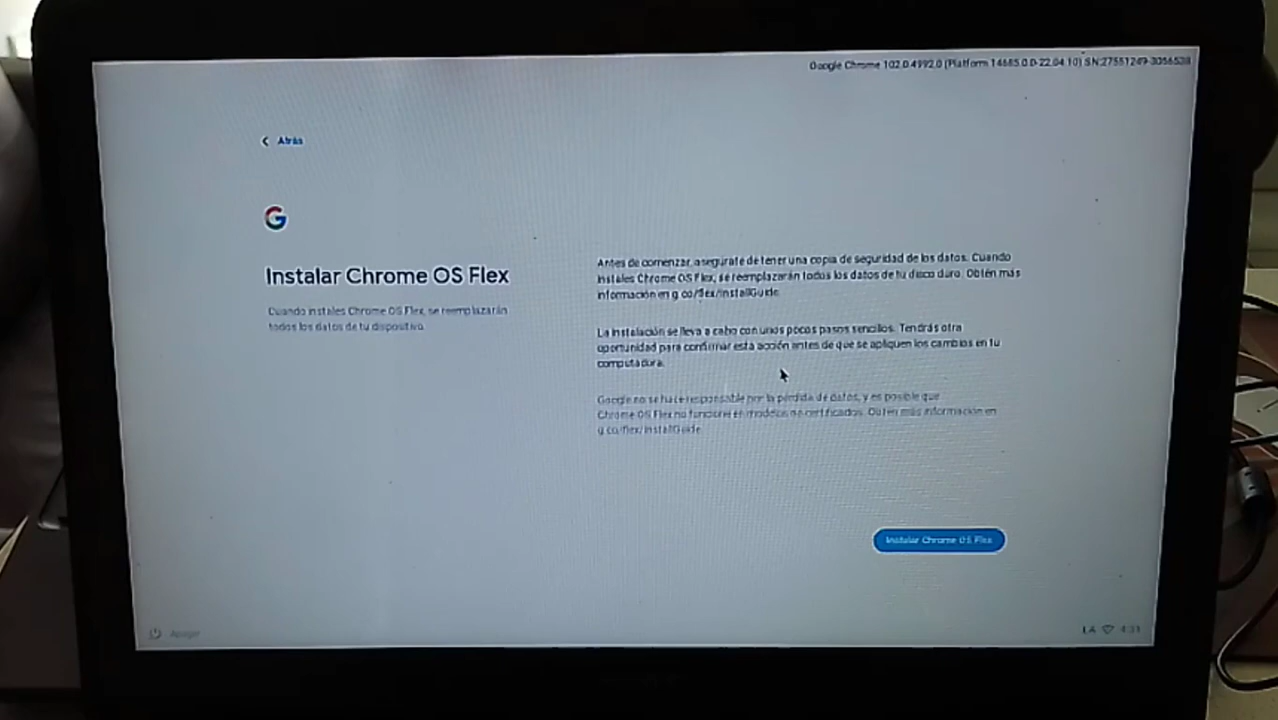 Google Chrome 102.0.4992.0 (Platform 14685.0.0-22.04.10) SN:27551249-3056538
Atrás
Instalar Chrome OS Flex
Cuando instales Chrome OS Flex, se reemplazarán
todos los datos de tu dispositivo.
Antes de comenzar, asegúrate de tener una copia de seguridad de los datos. Cuando
instales Chrome OS Flex, se reemplazarán todos los datos de tu disco duro. Obtén más
información en g.co/flex/InstallGuide.
La instalación se lleva a cabo con unos pocos pasos sencillos. Tendrás otra
oportunidad para confirmar esta acción antes de que se apliquen los cambios en tu
computadora.
Google no se hace responsable por la pérdida de datos, y es posible que
Chrome OS Flex no funcione en modelos no certificados. Obtén más información en
g.co/flex/InstallGuide.
Instalar Chrome OS Flex
Apagar
LA